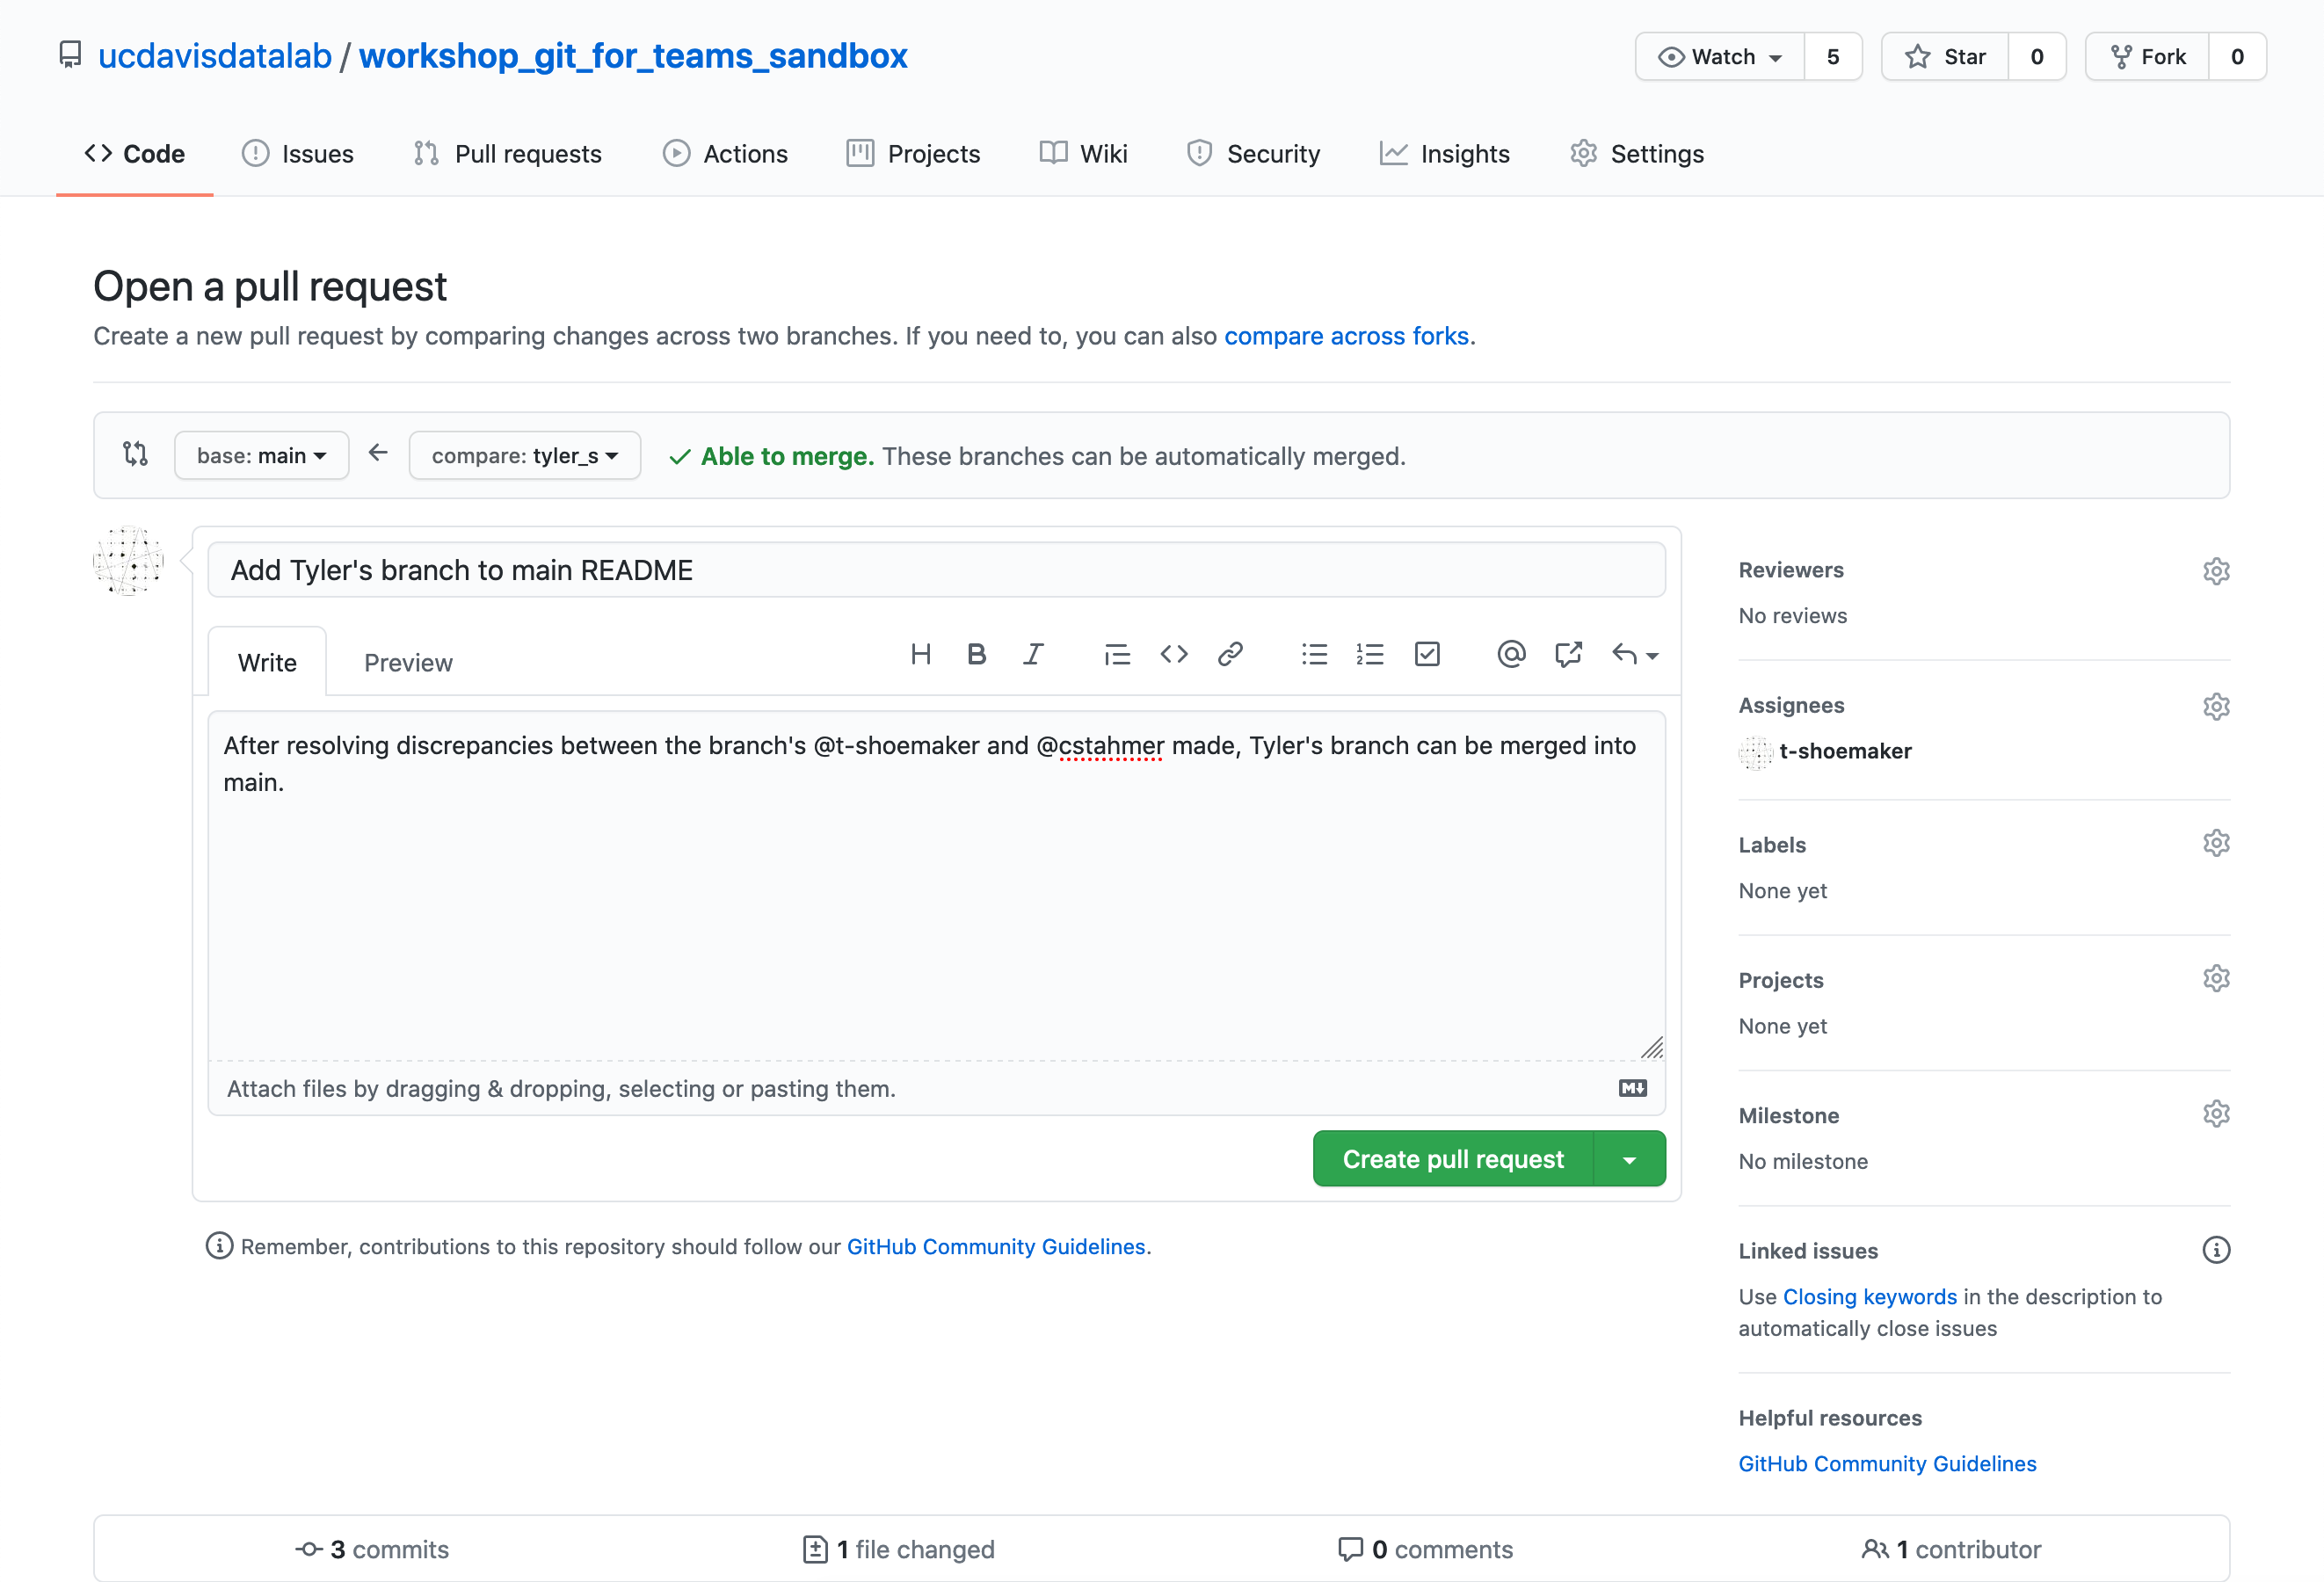 ucdavisdatalab / workshop_git_for_teams_sandbox
Watch 5 Star 0 Fork 0
Code Issues Pull requests Actions Projects Wiki Security Insights Settings
Open a pull request
Create a new pull request by comparing changes across two branches. If you need to, you can also compare across forks.
base: main compare: tyler_s Able to merge. These branches can be automatically merged.
Add Tyler's branch to main README
Write Preview
After resolving discrepancies between the branch's @t-shoemaker and @cstahmer made, Tyler's branch can be merged into
main.
Attach files by dragging & dropping, selecting or pasting them.
Create pull request
Remember, contributions to this repository should follow our GitHub Community Guidelines.
Reviewers
No reviews
Assignees
t-shoemaker
Labels
None yet
Projects
None yet
Milestone
No milestone
Linked issues
Use Closing keywords in the description to
automatically close issues
Helpful resources
GitHub Community Guidelines
3 commits 1 file changed 0 comments 1 contributor